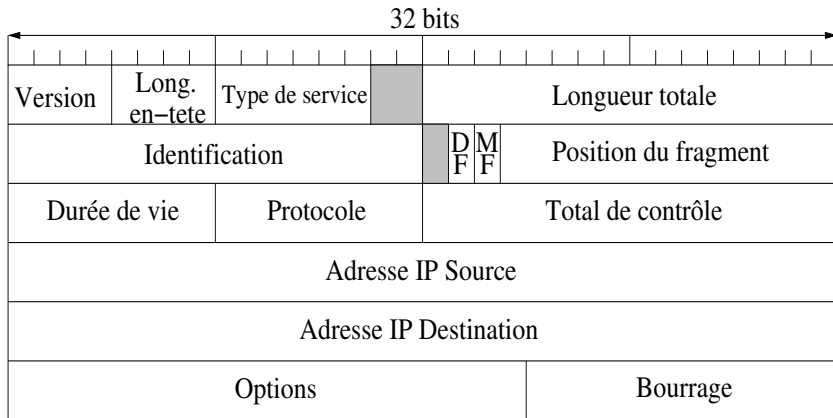 32 bits
Version
Long.
en-tete
Type de service
Longueur totale
Identification
D
F
M
F
Position du fragment
Durée de vie
Protocole
Total de contrôle
Adresse IP Source
Adresse IP Destination
Options
Bourrage